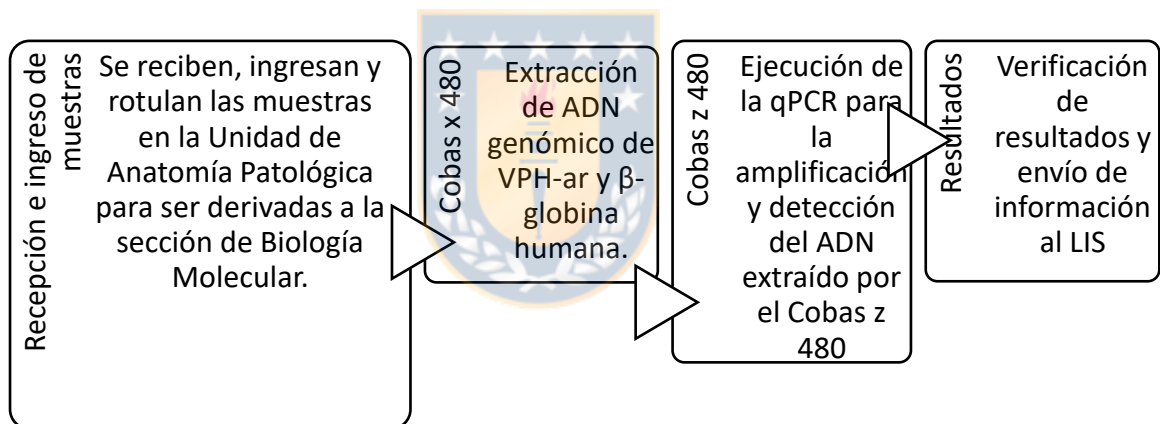 Recepción e ingreso de
muestras
Se reciben, ingresan y
rotulan las muestras
en la Unidad de
Anatomía Patológica
para ser derivadas a la
sección de Biología
Molecular.
Cobas x 480
Extracción
de ADN
genómico de
VPH-ar y β-
globina
humana.
Cobas z 480
Ejecución de
la qPCR para
la
amplificación
y detección
del ADN
extraído por
el Cobas z
480
Resultados
Verificación
de
resultados y
envío de
información
al LIS